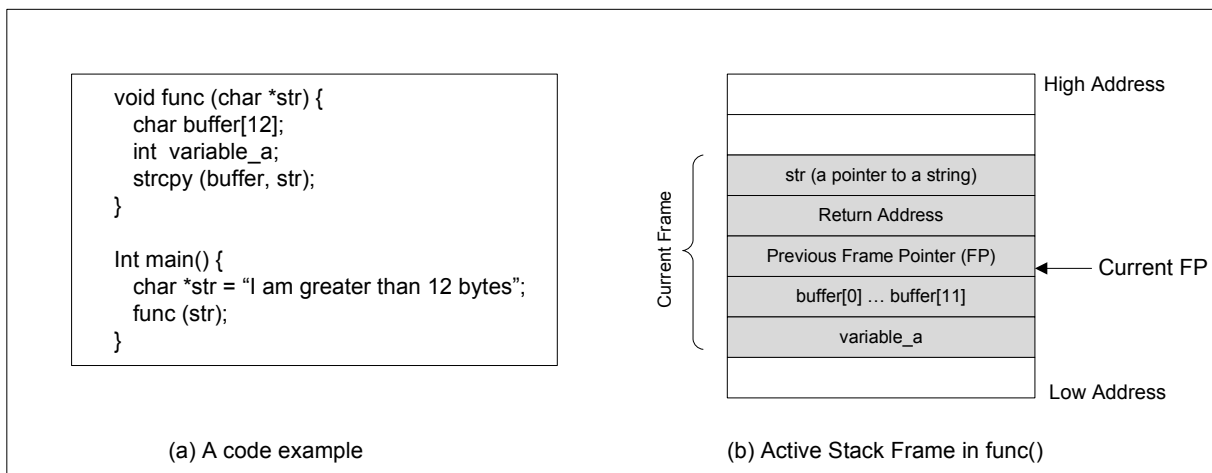 void func (char *str) {
char buffer[12];
int variable_a;
strcpy (buffer, str);
}
Int main() {
char *str = “I am greater than 12 bytes”;
func (str);
}
(a) A code example
High Address
Current Frame
str (a pointer to a string)
Return Address
Previous Frame Pointer (FP)
Current FP
buffer[0] … buffer[11]
variable_a
Low Address
(b) Active Stack Frame in func()